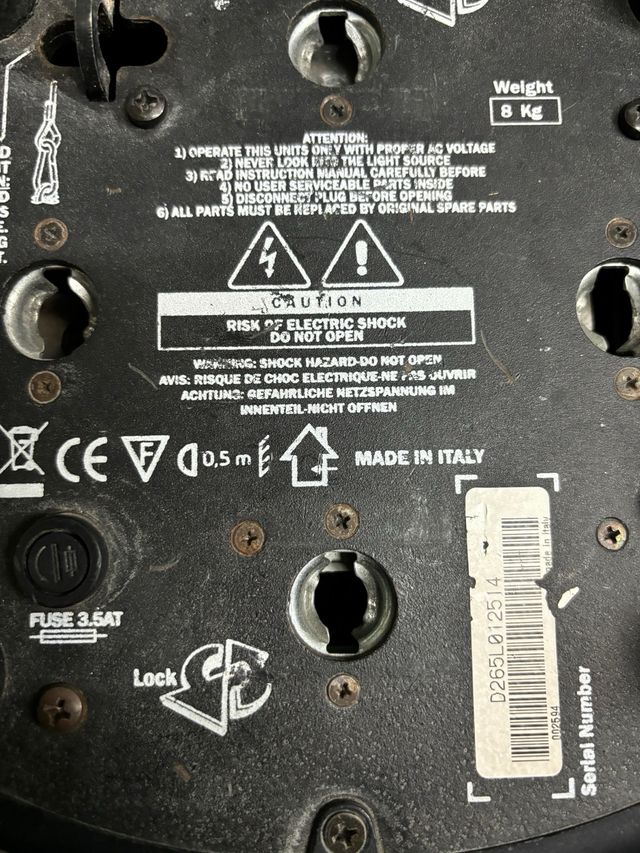 Weight
8 Kg
ATTENTION:
1) OPERATE THIS UNITS ONLY WITH PROPER AC VOLTAGE
2) NEVER LOOK INTO THE LIGHT SOURCE
3) READ INSTRUCTION MANUAL CAREFULLY BEFORE
4) NO USER SERVICEABLE PARTS INSIDE
5) DISCONNECT PLUG BEFORE OPENING
6) ALL PARTS MUST BE REPLACED BY ORIGINAL SPARE PARTS
CAUTION
RISK OF ELECTRIC SHOCK
DO NOT OPEN
WARNING: SHOCK HAZARD-DO NOT OPEN
AVIS: RISQUE DE CHOC ELECTRIQUE-NE PAS OUVRIR
ACHTUNG: GEFAHRLICHE NETZSPANNUNG IM
INNENTEIL-NICHT OFFNEN
CE F 0,5 m MADE IN ITALY
FUSE 3.5AT
Lock
D265L012514
002594
Made in Italy
Serial Number